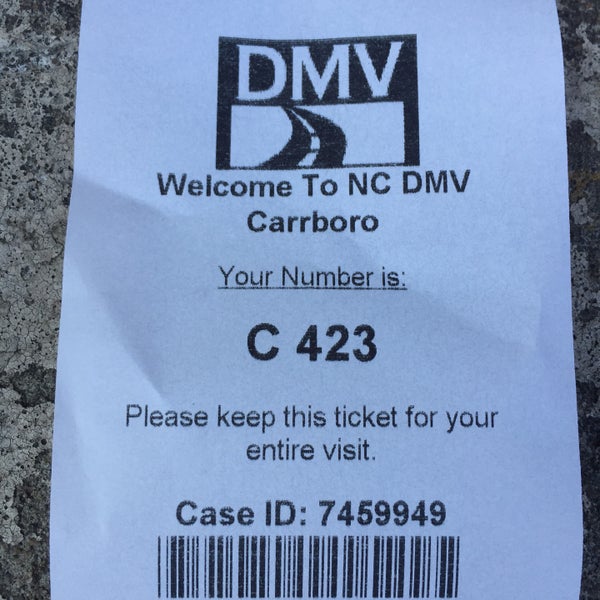 DMV
Welcome To NC DMV
Carrboro
Your Number is:
C 423
Please keep this ticket for your
entire visit.
Case ID: 7459949